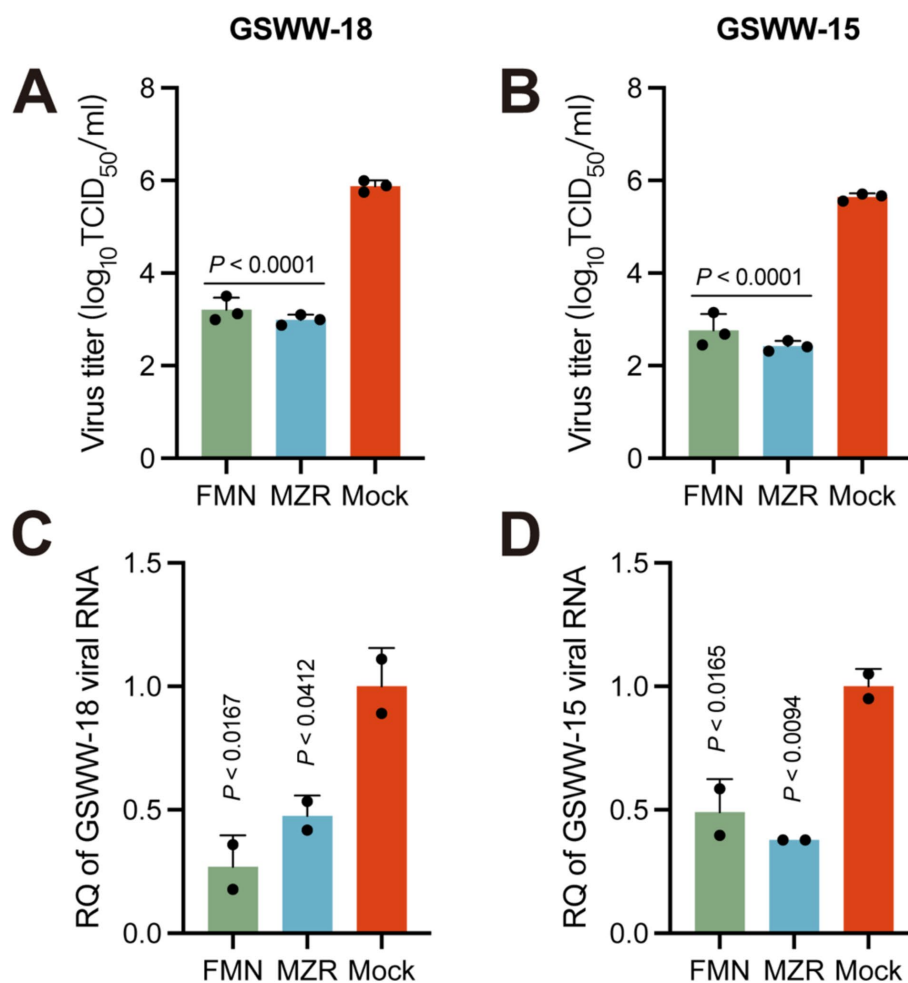 GSWW-18
GSWW-15
A
Virus titer (log₁₀TCID₅₀/ml)
8
6
4
2
0
P < 0.0001
FMN MZR Mock
B
Virus titer (log₁₀TCID₅₀/ml)
8
6
4
2
0
P < 0.0001
FMN MZR Mock
C
RQ of GSWW-18 viral RNA
1.5
1.0
0.5
0.0
P < 0.0167
P < 0.0412
FMN MZR Mock
D
RQ of GSWW-15 viral RNA
1.5
1.0
0.5
0.0
P < 0.0165
P < 0.0094
FMN MZR Mock